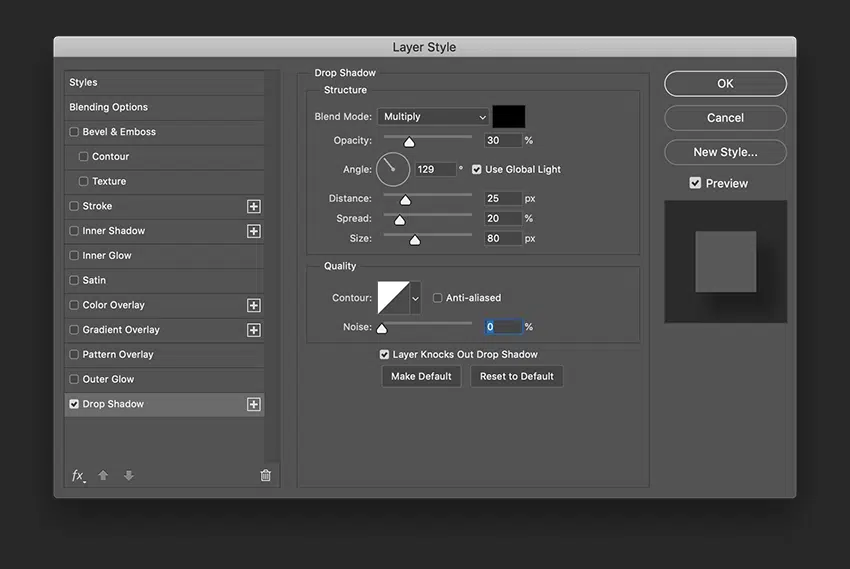 Layer Style
Styles
Blending Options
Bevel & Emboss
Contour
Texture
Stroke
Inner Shadow
Inner Glow
Satin
Color Overlay
Gradient Overlay
Pattern Overlay
Outer Glow
Drop Shadow
fx
Drop Shadow
Structure
Blend Mode: Multiply
Opacity: 30 %
Angle: 129 ° Use Global Light
Distance: 25 px
Spread: 20 %
Size: 80 px
Quality
Contour: Anti-aliased
Noise: 0 %
Layer Knocks Out Drop Shadow
Make Default Reset to Default
OK
Cancel
New Style...
Preview